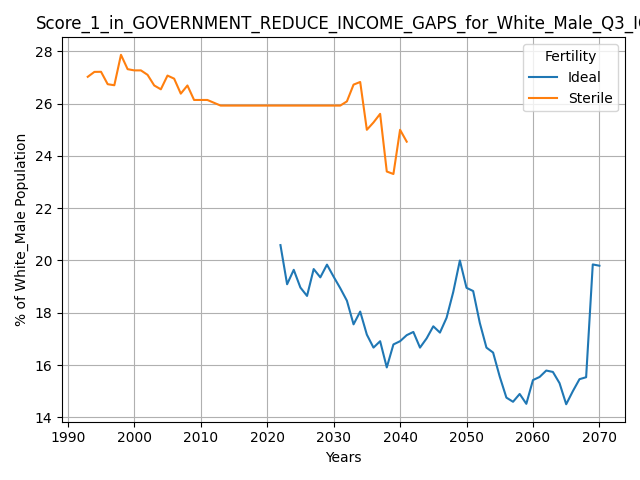 Score_1_in_GOVERNMENT_REDUCE_INCOME_GAPS_for_White_Male_Q3_I
Fertility
Ideal
Sterile
% of White_Male Population
28
26
24
22
20
18
16
14
1990 2000 2010 2020 2030 2040 2050 2060 2070
Years